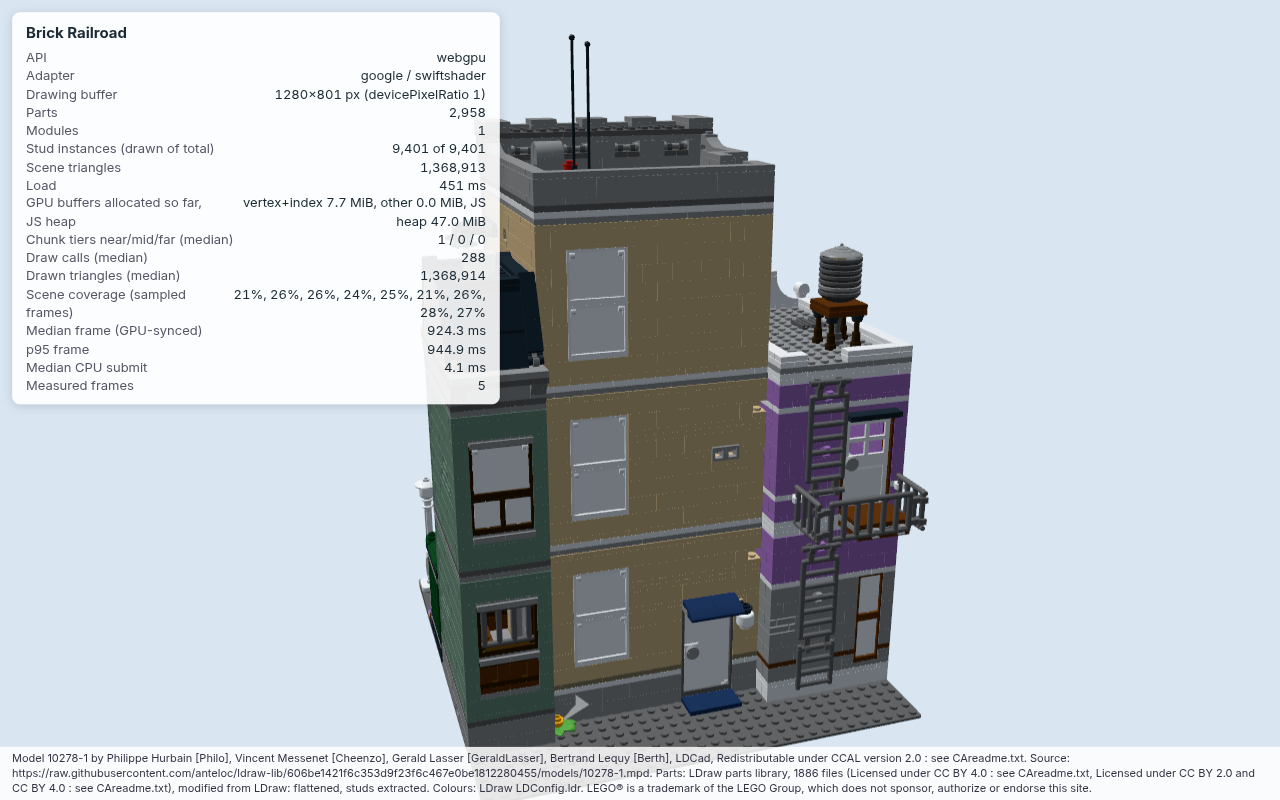 Brick Railroad
API webgpu
Adapter google / swiftshader
Drawing buffer 1280×801 px (devicePixelRatio 1)
Parts 2,958
Modules 1
Stud instances (drawn of total) 9,401 of 9,401
Scene triangles 1,368,913
Load 451 ms
GPU buffers allocated so far, vertex+index 7.7 MiB, other 0.0 MiB, JS
JS heap heap 47.0 MiB
Chunk tiers near/mid/far (median) 1 / 0 / 0
Draw calls (median) 288
Drawn triangles (median) 1,368,914
Scene coverage (sampled 21%, 26%, 26%, 24%, 25%, 21%, 26%,
frames) 28%, 27%
Median frame (GPU-synced) 924.3 ms
p95 frame 944.9 ms
Median CPU submit 4.1 ms
Measured frames 5
Model 10278-1 by Philippe Hurbain [Philo], Vincent Messenet [Cheenzo], Gerald Lasser [GeraldLasser], Bertrand Lequy [Berth], LDCad, Redistributable under CCAL version 2.0 : see CAreadme.txt. Source:
https://raw.githubusercontent.com/anteloc/ldraw-lib/606be1421f6c353d9f23f6c467e0be1812280455/models/10278-1.mpd. Parts: LDraw parts library, 1886 files (Licensed under CC BY 4.0 : see CAreadme.txt, Licensed under CC BY 2.0 and
CC BY 4.0 : see CAreadme.txt), modified from LDraw: flattened, studs extracted. Colours: LDraw LDConfig.ldr. LEGO® is a trademark of the LEGO Group, which does not sponsor, authorize or endorse this site.